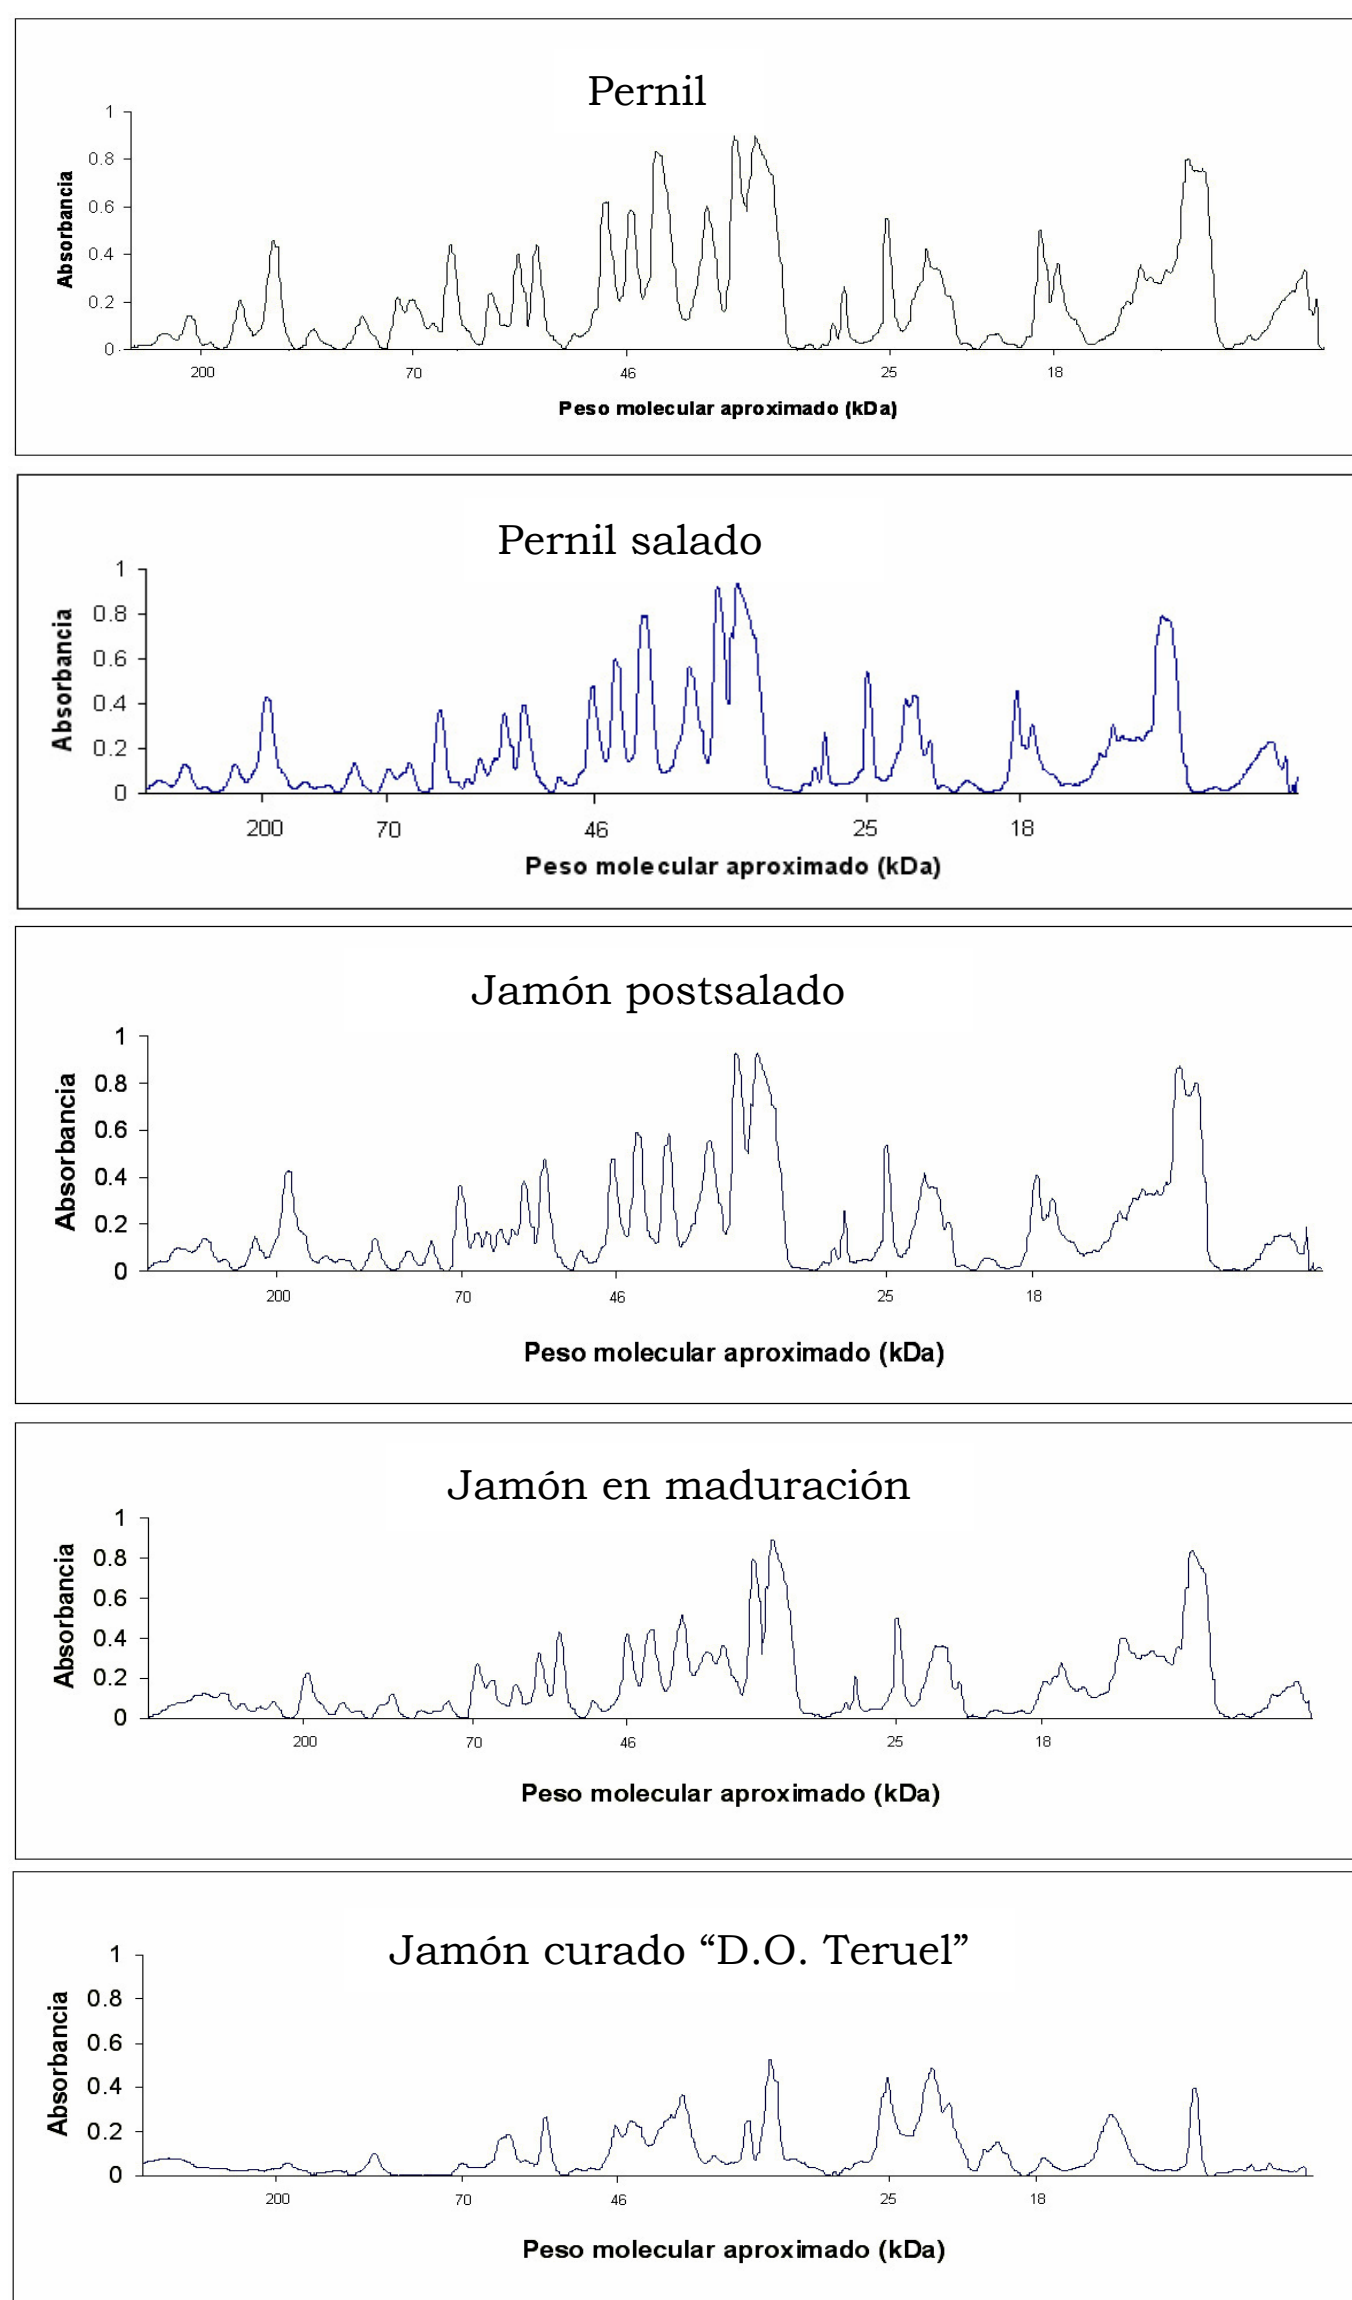 Pernil
1
0.8
0.6
0.4
0.2
0
Absorbancia
200 70 46 25 18
Peso molecular aproximado (kDa)
Pernil salado
1
0.8
0.6
0.4
0.2
0
Absorbancia
200 70 46 25 18
Peso molecular aproximado (kDa)
Jamón postsalado
1
0.8
0.6
0.4
0.2
0
Absorbancia
200 70 46 25 18
Peso molecular aproximado (kDa)
Jamón en maduración
1
0.8
0.6
0.4
0.2
0
Absorbancia
200 70 46 25 18
Peso molecular aproximado (kDa)
Jamón curado “D.O. Teruel”
1
0.8
0.6
0.4
0.2
0
Absorbancia
200 70 46 25 18
Peso molecular aproximado (kDa)